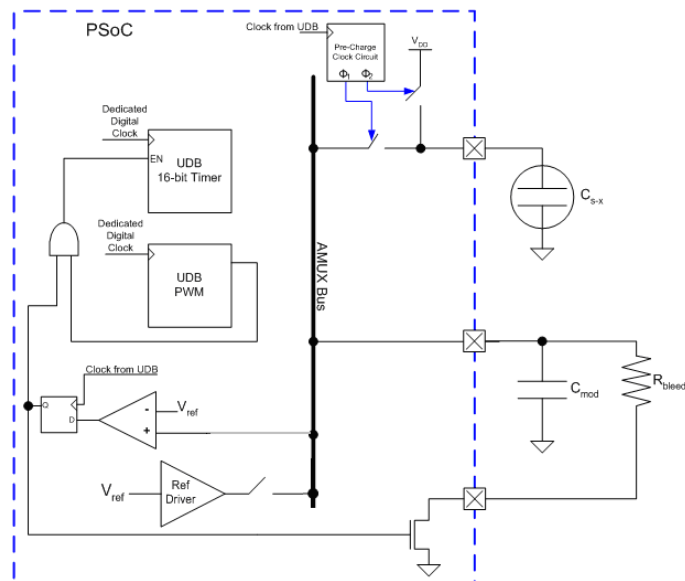 PSoC
Clock from UDB
Pre-Charge
Clock Circuit
Φ1 Φ2
VDD
Dedicated
Digital
Clock
EN
UDB
16-bit Timer
Cs-x
Dedicated
Digital
Clock
UDB
PWM
AMUX Bus
Clock from UDB
Q
D
-
+
Vref
Cmod
Rbleed
Vref
Ref
Driver